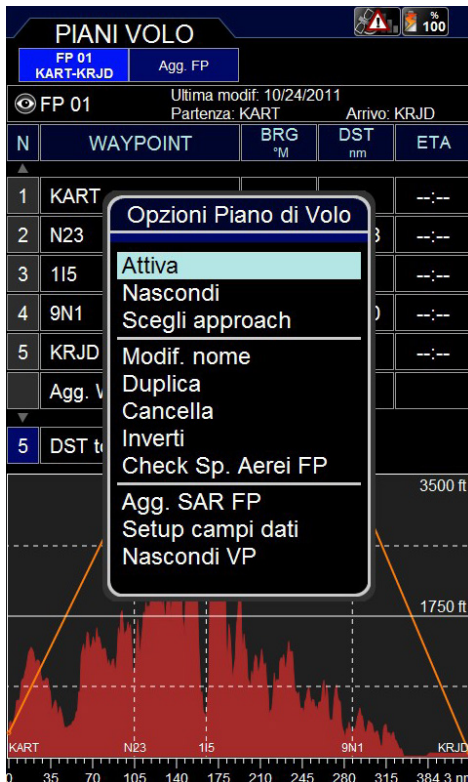 PIANI VOLO
%
100
FP 01
KART-KRJD
Agg. FP
FP 01
Ultima modif: 10/24/2011
Partenza: KART Arrivo: KRJD
N WAYPOINT BRG °M DST nm ETA
1 KART --:--
2 N23 --:--
3 1I5 --:--
4 9N1 --:--
5 KRJD --:--
Agg.
5 DST
Opzioni Piano di Volo
Attiva
Nascondi
Scegli approach
Modif. nome
Duplica
Cancella
Inverti
Check Sp. Aerei FP
Agg. SAR FP
Setup campi dati
Nascondi VP
3500 ft
1750 ft
KART N23 1I5 9N1 KRJD
0 35 70 105 140 175 210 245 280 315 384.3